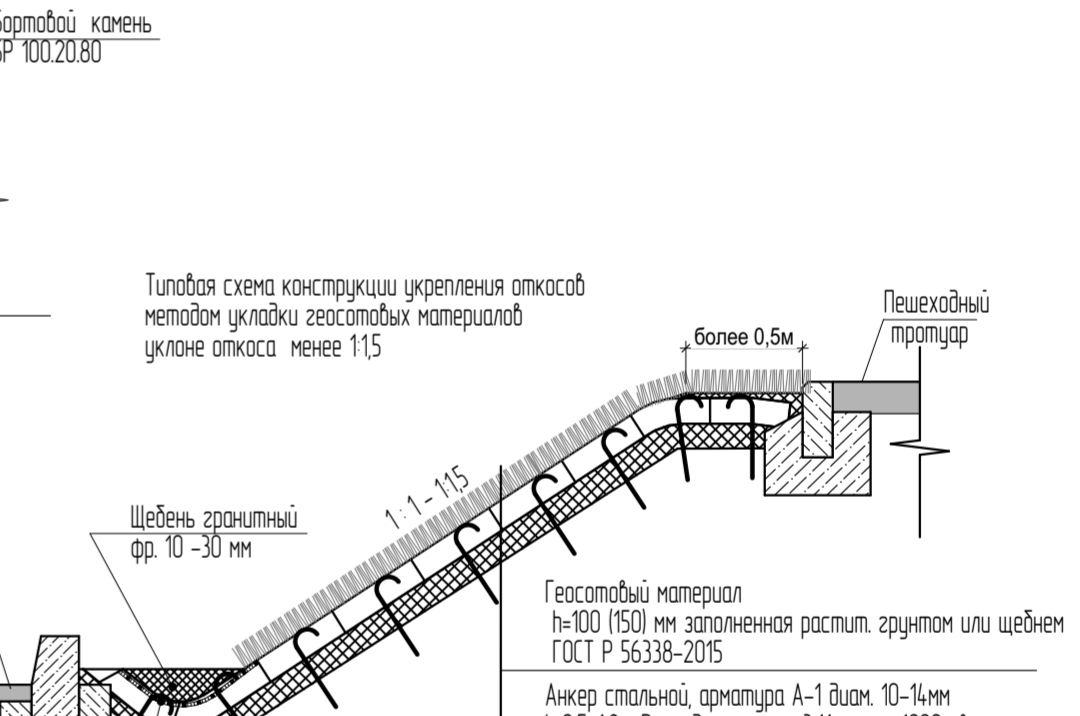 камень
100.20.80
Типовая схема конструкции укрепления откосов
методом укладки геосотовых материалов
уклоне откоса менее 1:1,5
более 0,5м
Пешеходный
тротуар
1:1 - 1:1,5
Щебень гранитный
фр. 10 -30 мм
Геосотовый материал
h=100 (150) мм заполненная растит. грунтом или щебнем
ГОСТ Р 56338-2015
Анкер стальной, арматура А-1 диам. 10-14мм